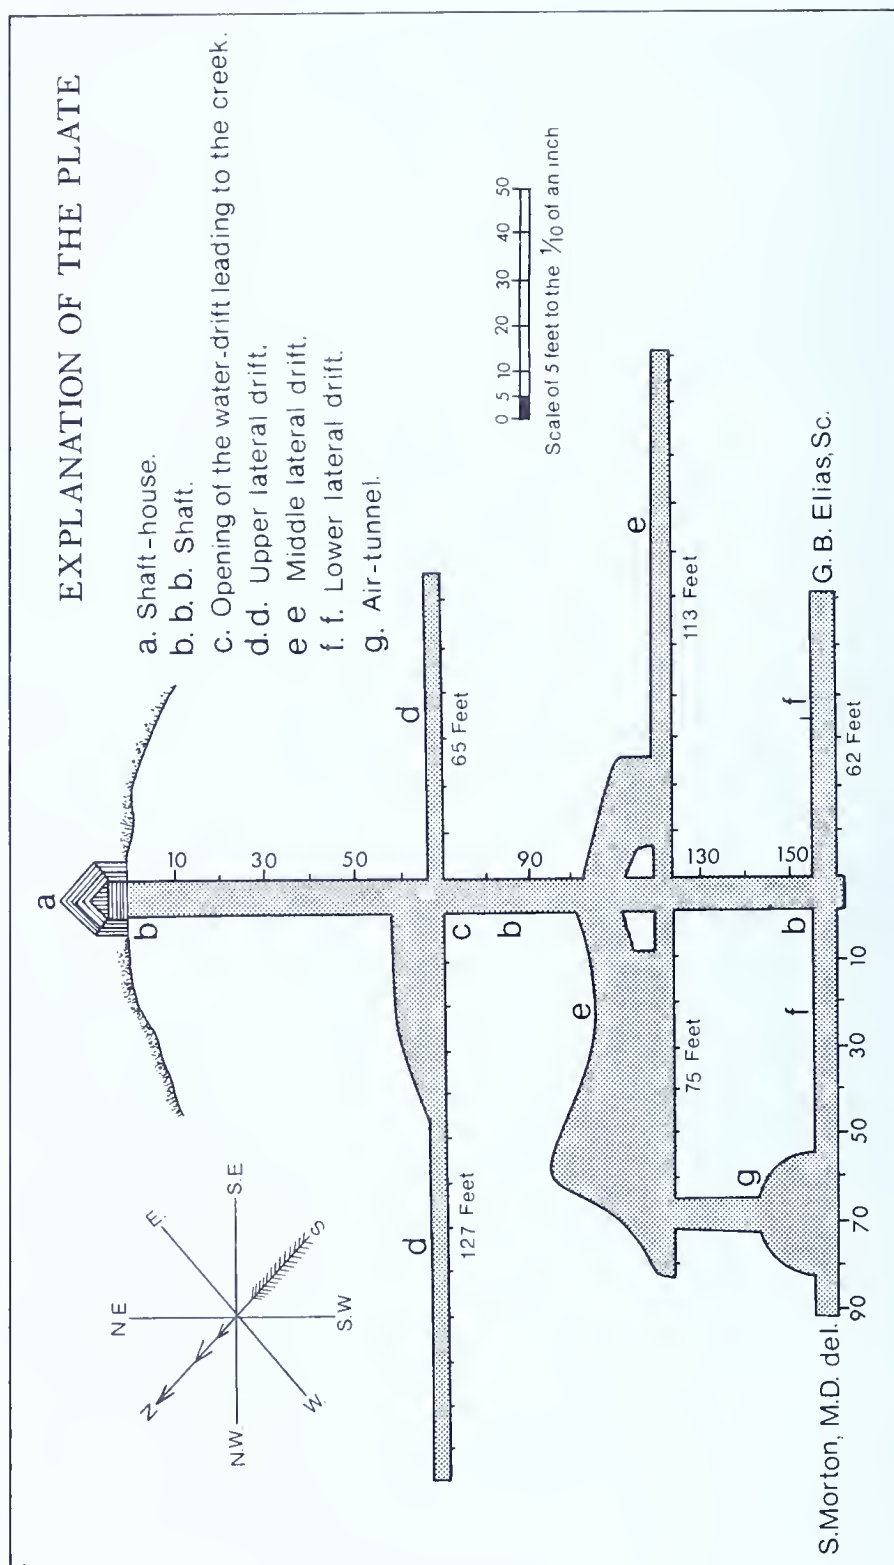 EXPLANATION OF THE PLATE
a. Shaft-house.
b. b. b. Shaft.
c. Opening of the water-drift leading to the creek.
d. d. Upper lateral drift.
e e Middle lateral drift.
f. f. Lower lateral drift.
g. Air-tunnel.
N
N E
E.
S. E
S
S. W
W.
N. W.
a
b
10
30
50
d
65 Feet
d
127 Feet
c
b
90
0 5 10 20 30 40 50
Scale of 5 feet to the 1/10 of an inch
e
e
113 Feet
75 Feet
130
150
g
b
f
f
62 Feet
90 70 50 30 10
S. Morton, M.D. del.
G. B. Elias, Sc.